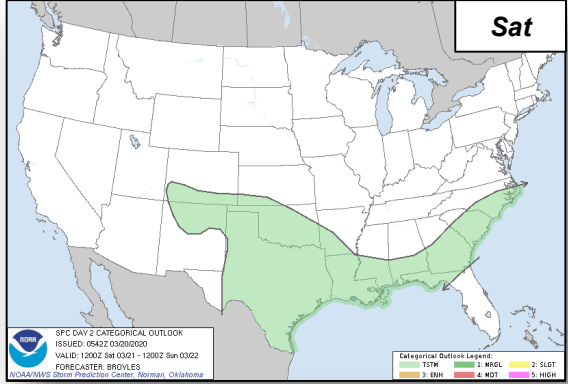 Sat
SPC DAY 2 CATEGORICAL OUTLOOK
ISSUED: 0542Z 03/20/2020
VALID: 1200Z Sat 03/21 - 1200Z Sun 03/22
FORECASTER: BROYLES
NOAA/NWS Storm Prediction Center, Norman, Oklahoma
NOAA
Categorical Outlook Legend:
TSTM 1: MRGL 2: SLGT
3: ENH 4: MDT 5: HIGH